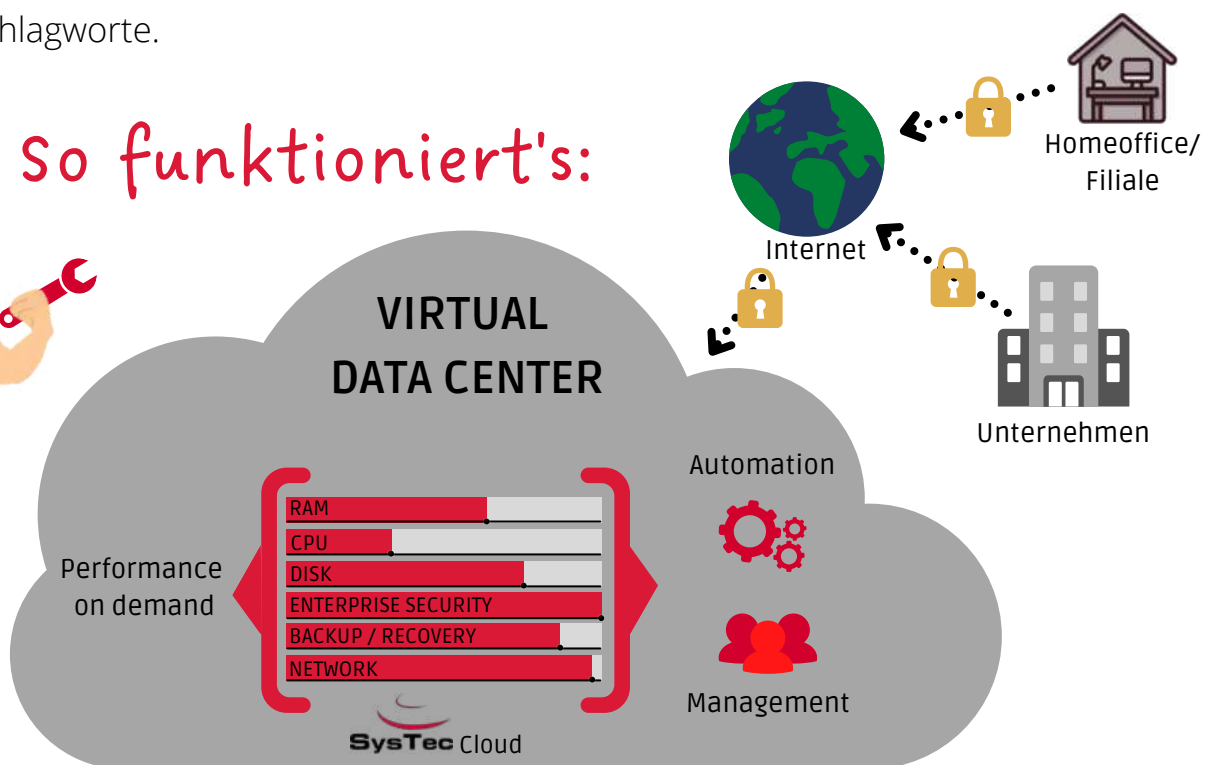 hlagworte.
So funktioniert's:
Homeoffice/
Filiale
Internet
Unternehmen
VIRTUAL
DATA CENTER
Automation
Performance
on demand
RAM
CPU
DISK
ENTERPRISE SECURITY
BACKUP / RECOVERY
NETWORK
Management
SysTec Cloud